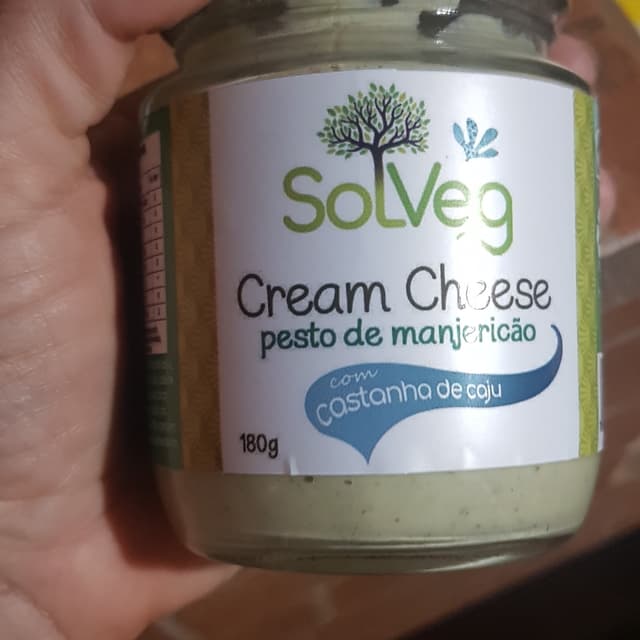 SolVeg
Cream Cheese
pesto de manjericão
com
castanha de caju
180g